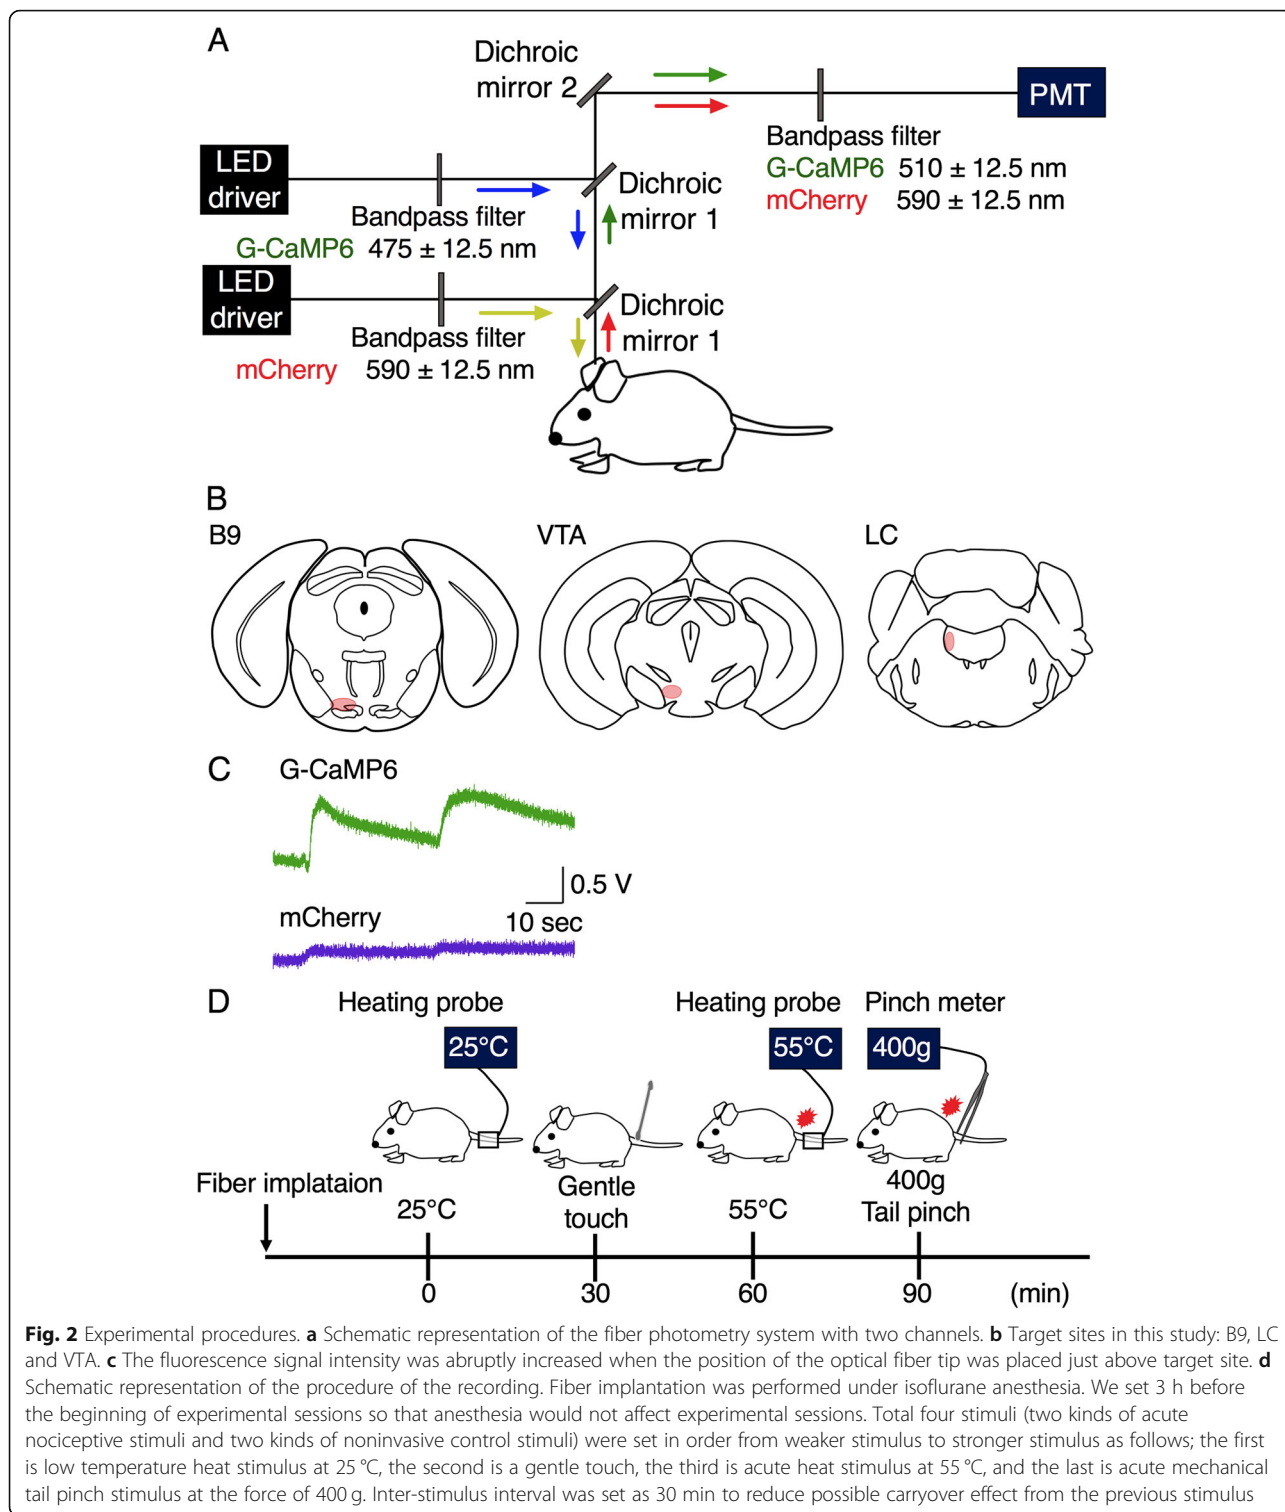 A
Dichroic
mirror 2
PMT
Bandpass filter
G-CaMP6 510 ± 12.5 nm
mCherry 590 ± 12.5 nm
LED
driver
Dichroic
mirror 1
Bandpass filter
G-CaMP6 475 ± 12.5 nm
LED
driver
Dichroic
mirror 1
Bandpass filter
mCherry 590 ± 12.5 nm
B
B9
VTA
LC
C
G-CaMP6
0.5 V
10 sec
mCherry
D
Heating probe
Heating probe
Pinch meter
25°C
55°C
400g
Fiber implataion
25°C
Gentle
touch
55°C
400g
Tail pinch
0
30
60
90
(min)
Fig. 2 Experimental procedures. a Schematic representation of the fiber photometry system with two channels. b Target sites in this study: B9, LC
and VTA. c The fluorescence signal intensity was abruptly increased when the position of the optical fiber tip was placed just above target site. d
Schematic representation of the procedure of the recording. Fiber implantation was performed under isoflurane anesthesia. We set 3 h before
the beginning of experimental sessions so that anesthesia would not affect experimental sessions. Total four stimuli (two kinds of acute
nociceptive stimuli and two kinds of noninvasive control stimuli) were set in order from weaker stimulus to stronger stimulus as follows; the first
is low temperature heat stimulus at 25 °C, the second is a gentle touch, the third is acute heat stimulus at 55 °C, and the last is acute mechanical
tail pinch stimulus at the force of 400 g. Inter-stimulus interval was set as 30 min to reduce possible carryover effect from the previous stimulus